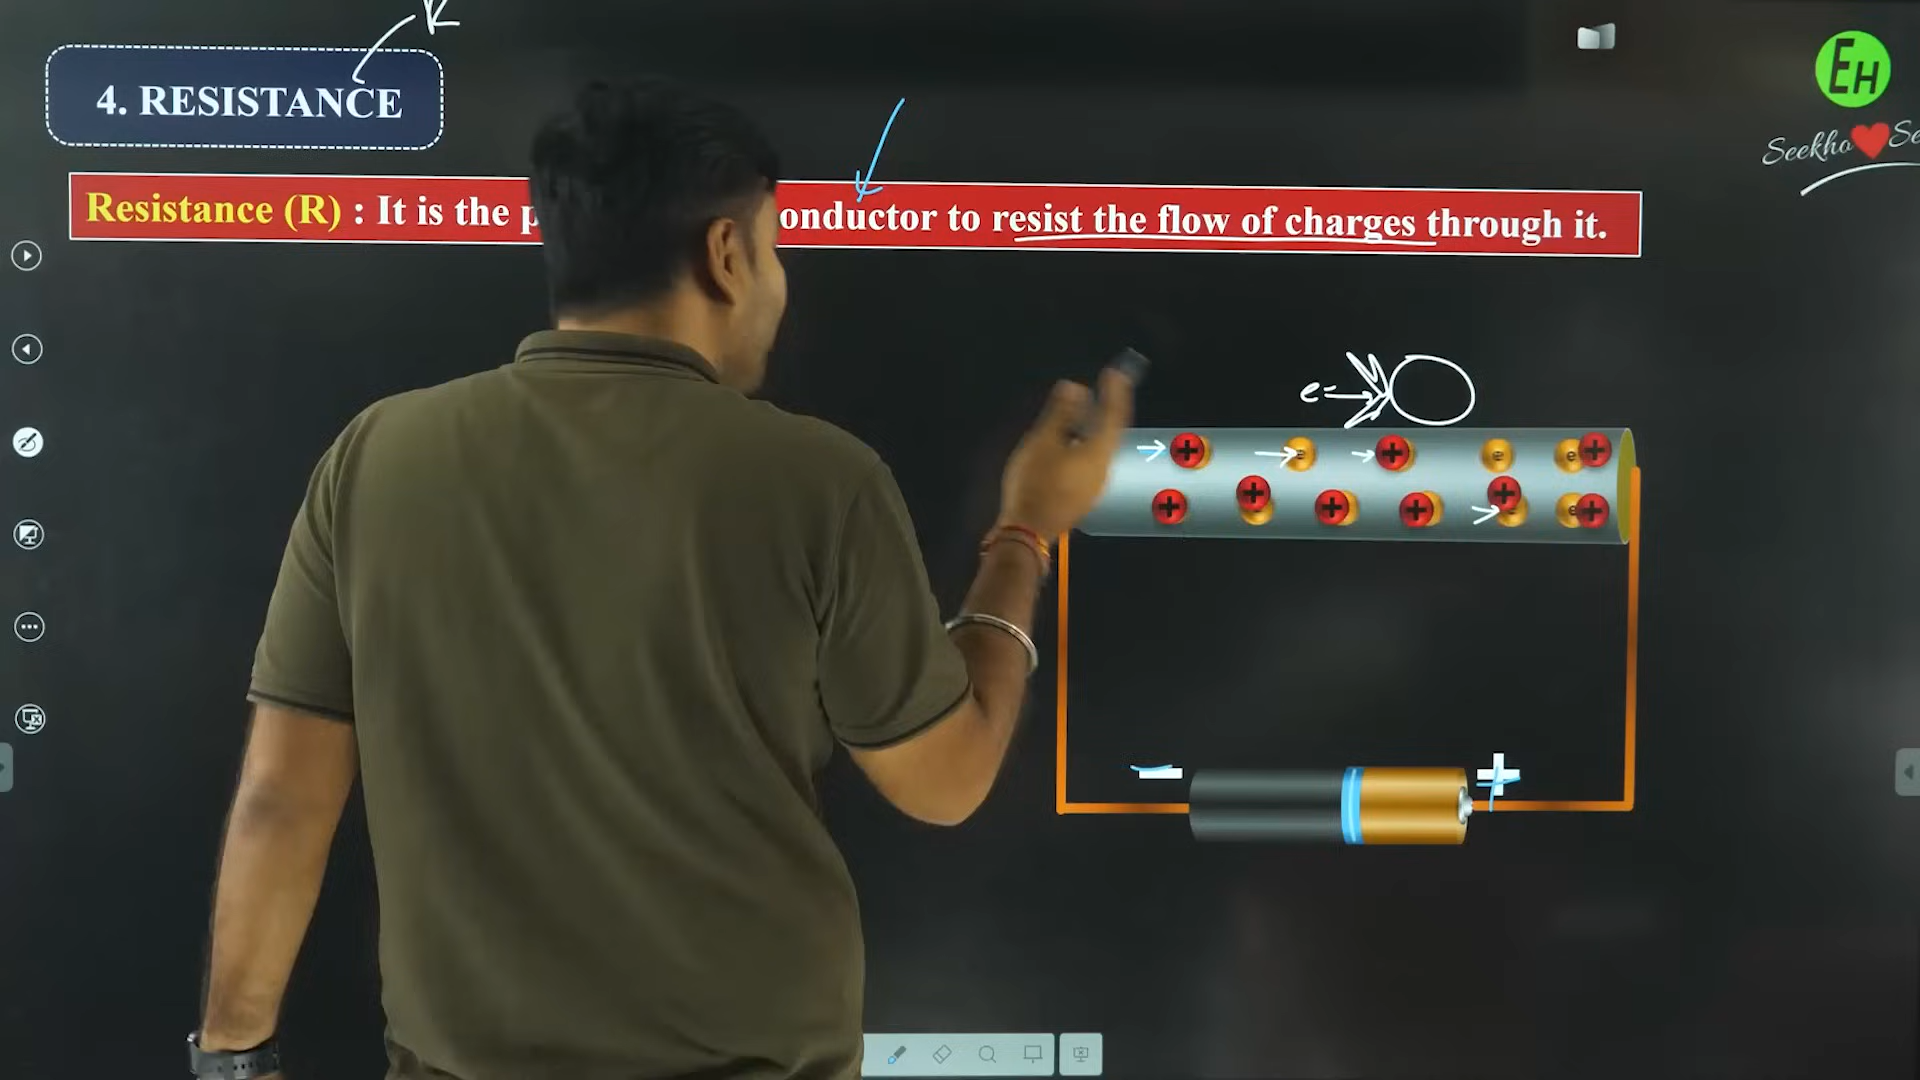 R
4. RESISTANCE
EH
Seekho
Resistance (R) : It is the onductor to resist the flow of charges through it.
e-
+ e + e e +
+ + + + + e +
- +